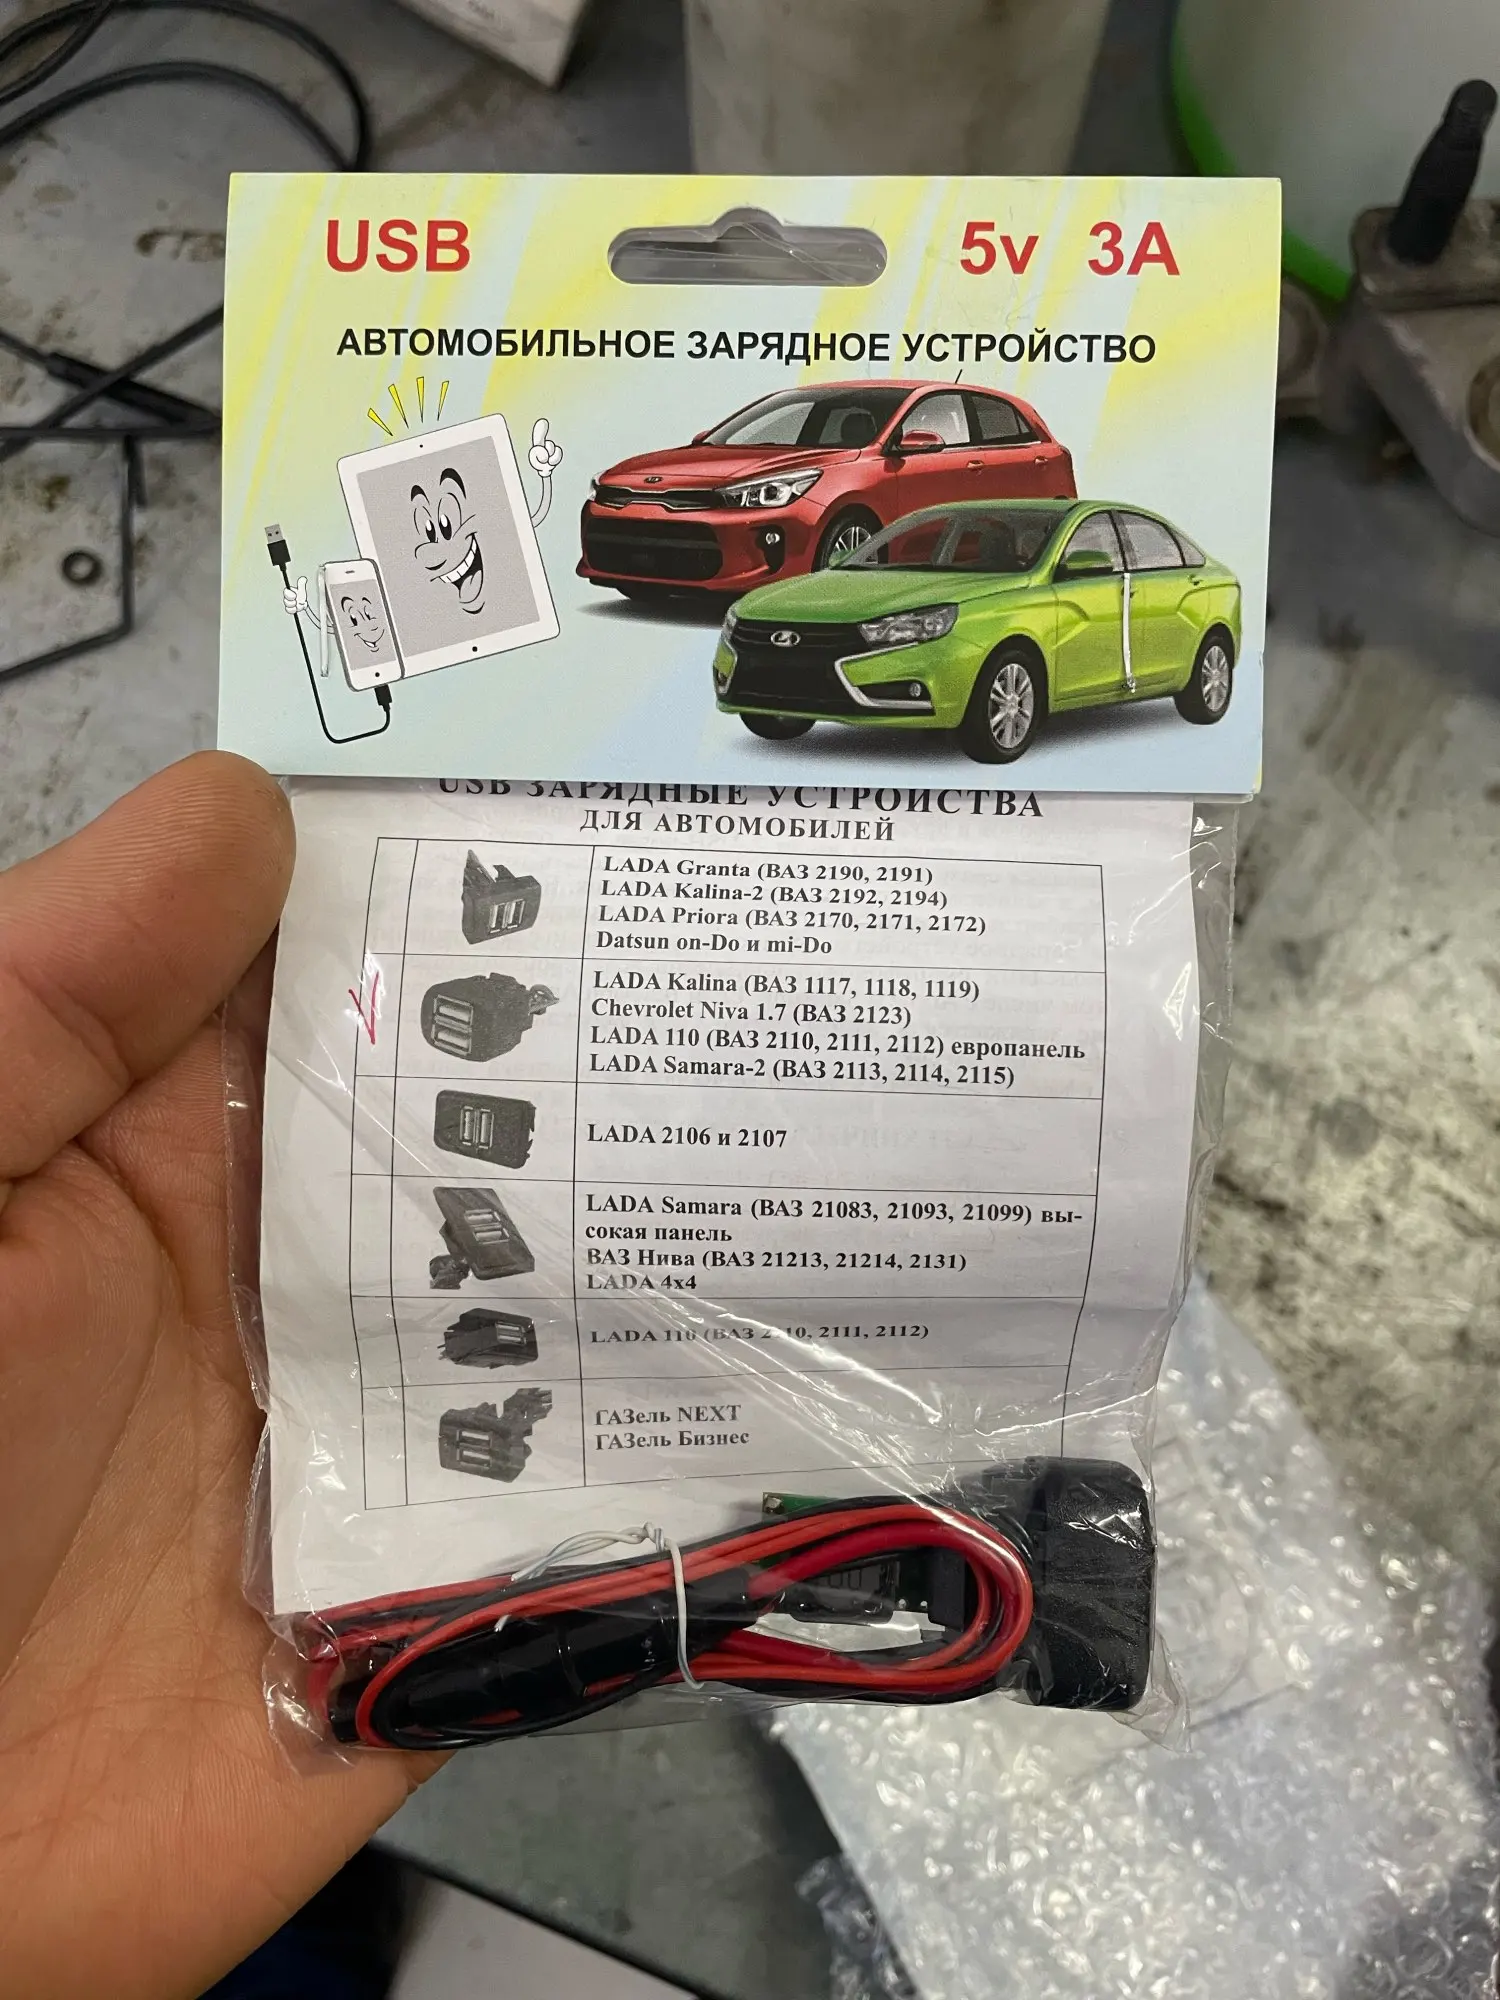 USB 5v 3A
АВТОМОБИЛЬНОЕ ЗАРЯДНОЕ УСТРОЙСТВО
USB ЗАРЯДНЫЕ УСТРОЙСТВА
ДЛЯ АВТОМОБИЛЕЙ
LADA Granta (ВАЗ 2190, 2191)
LADA Kalina-2 (ВАЗ 2192, 2194)
LADA Priora (ВАЗ 2170, 2171, 2172)
Datsun on-Do и mi-Do
LADA Kalina (ВАЗ 1117, 1118, 1119)
Chevrolet Niva 1.7 (ВАЗ 2123)
LADA 110 (ВАЗ 2110, 2111, 2112) европанель
LADA Samara-2 (ВАЗ 2113, 2114, 2115)
LADA 2106 и 2107
LADA Samara (ВАЗ 21083, 21093, 21099) вы-
сокая панель
ВАЗ Нива (ВАЗ 21213, 21214, 2131)
LADA 4x4
LADA 110 (ВАЗ 2110, 2111, 2112)
ГАЗель NEXT
ГАЗель Бизнес